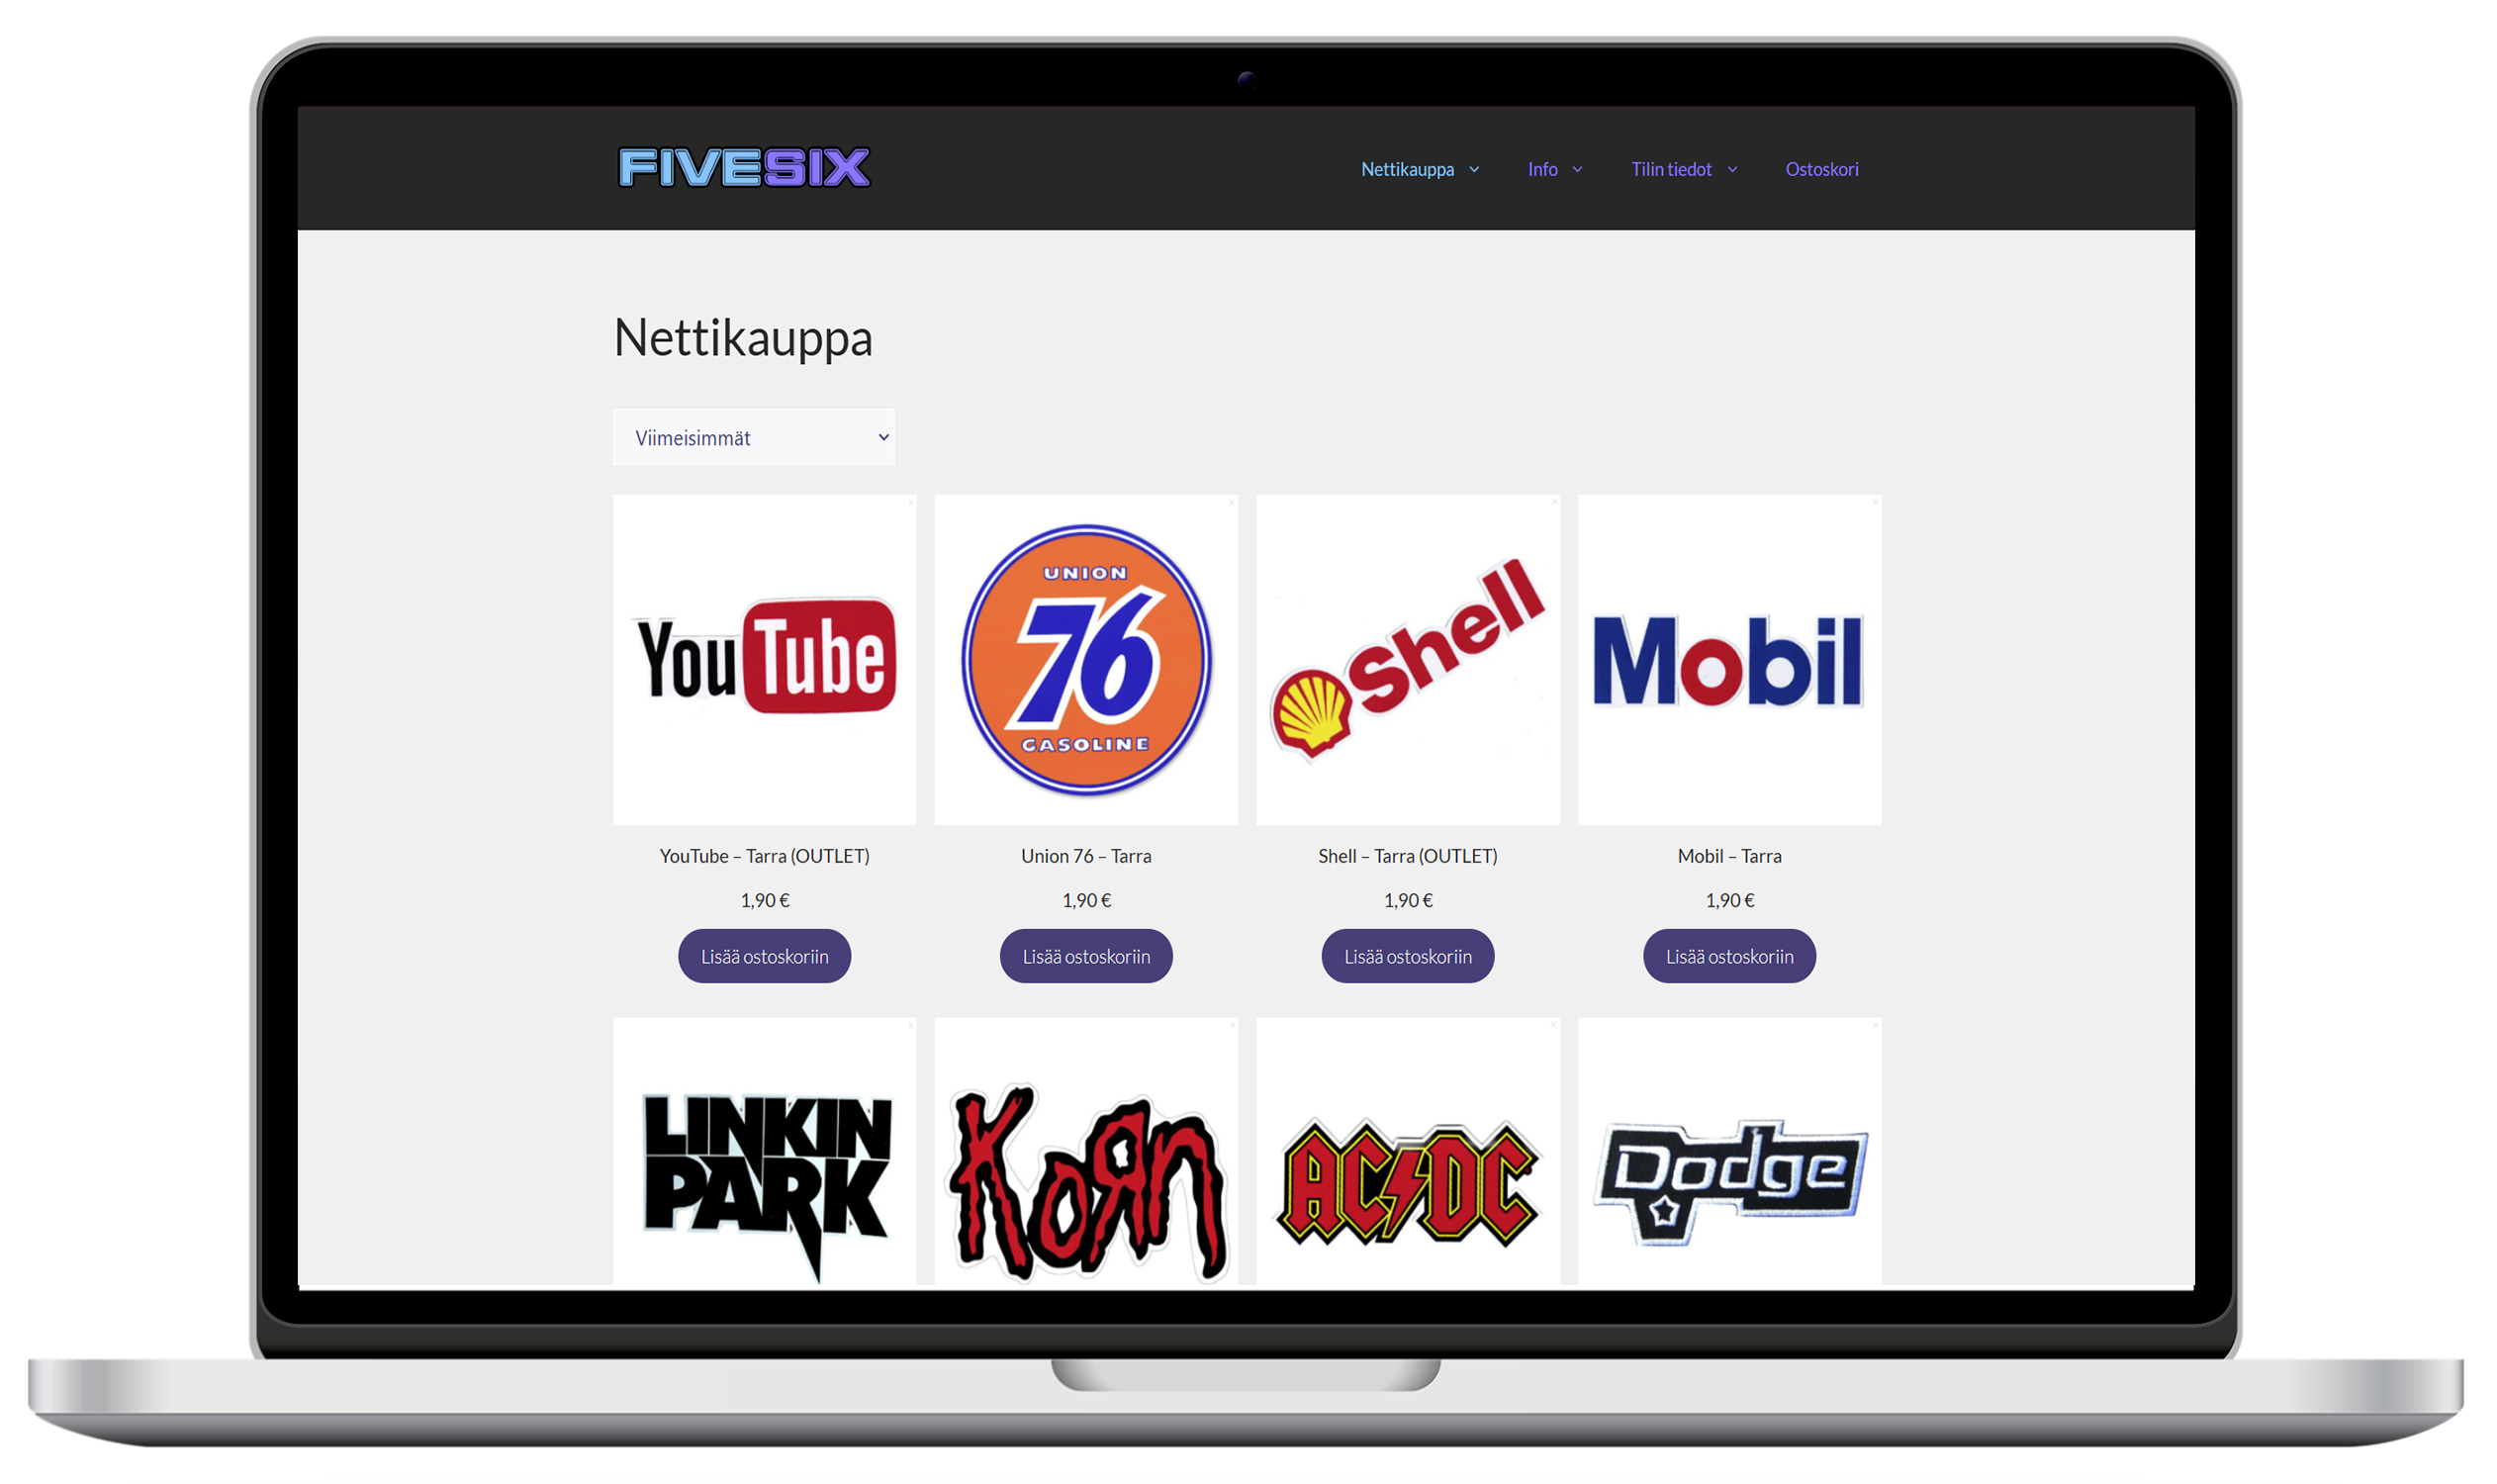 FIVESIX
Nettikauppa Info Tilin tiedot Ostoskori
Nettikauppa
Viimeisimmät
YouTube
UNION
76
GASOLINE
Shell
Mobil
YouTube – Tarra (OUTLET)
1,90 €
Lisää ostoskoriin
Union 76 – Tarra
1,90 €
Lisää ostoskoriin
Shell – Tarra (OUTLET)
1,90 €
Lisää ostoskoriin
Mobil – Tarra
1,90 €
Lisää ostoskoriin
LINKIN
PARK
KoЯn
AC/DC
Dodge